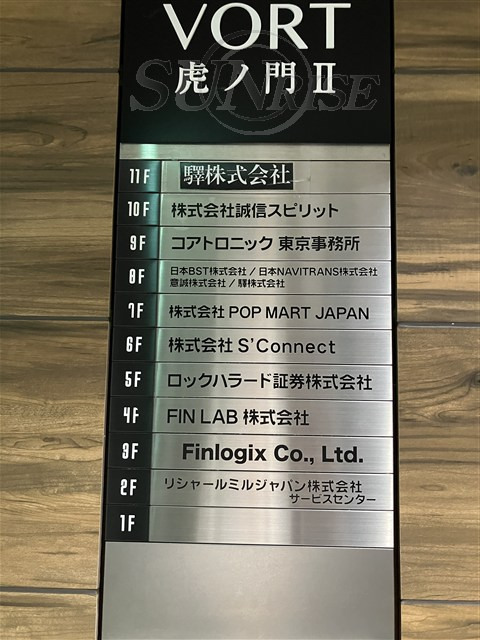 VORT
虎ノ門Ⅱ
SUNRISE
11F 驛株式会社
10F 株式会社誠信スピリット
9F コアトロニック 東京事務所
8F 日本BST株式会社 / 日本NAVITRANS株式会社
意誠株式会社 / 驛株式会社
7F 株式会社 POP MART JAPAN
6F 株式会社 S'Connect
5F ロックハラード証券株式会社
4F FIN LAB 株式会社
3F Finlogix Co., Ltd.
2F リシャールミルジャパン株式会社
サービスセンター
1F